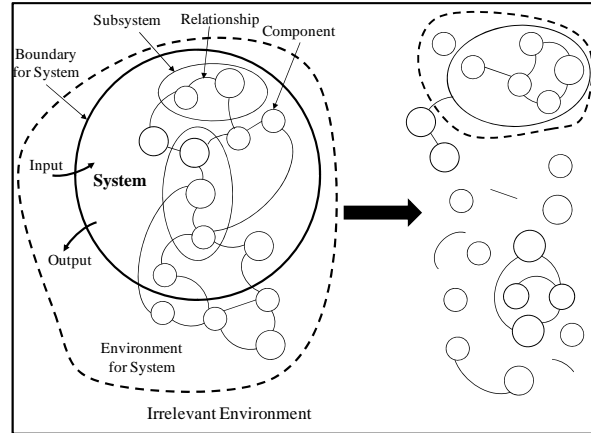 Subsystem
Relationship
Component
Boundary
for System
Input
System
Output
Environment
for System
Irrelevant Environment